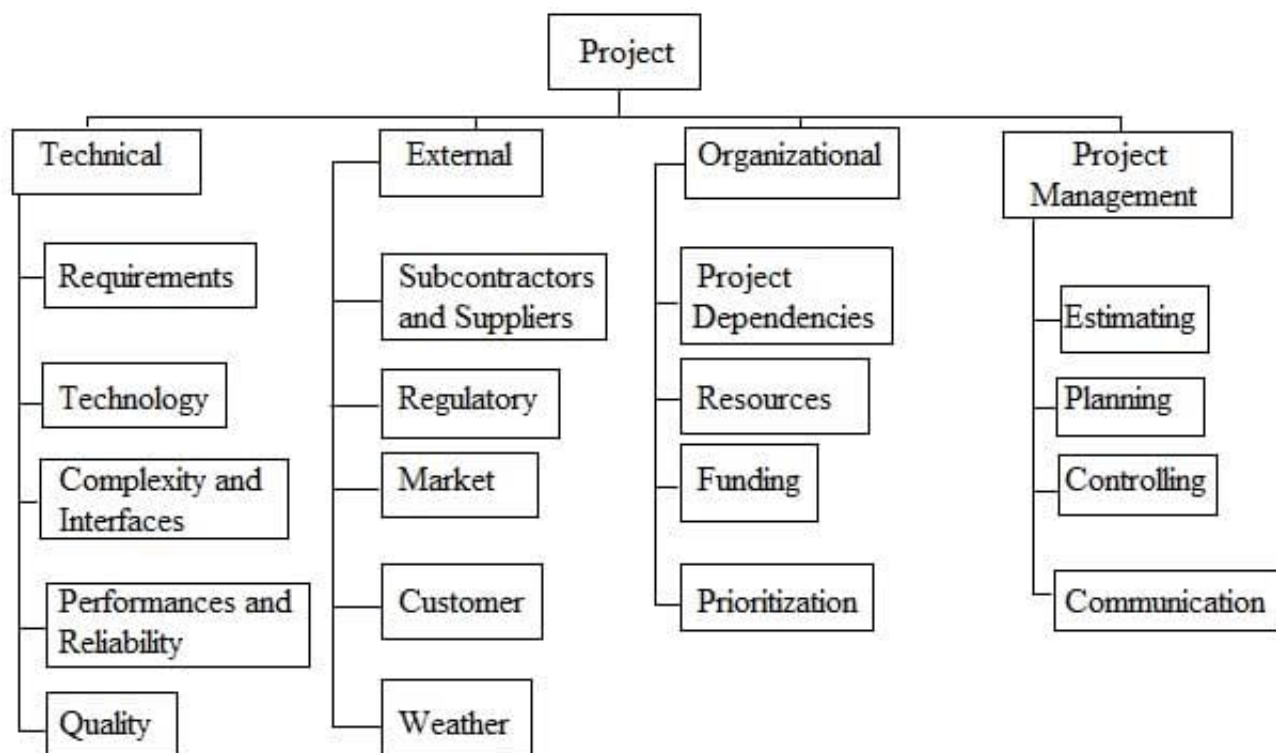 Project
Technical
External
Organizational
Project
Management
Requirements
Technology
Complexity and
Interfaces
Performances and
Reliability
Quality
Subcontractors
and Suppliers
Regulatory
Market
Customer
Weather
Project
Dependencies
Resources
Funding
Prioritization
Estimating
Planning
Controlling
Communication